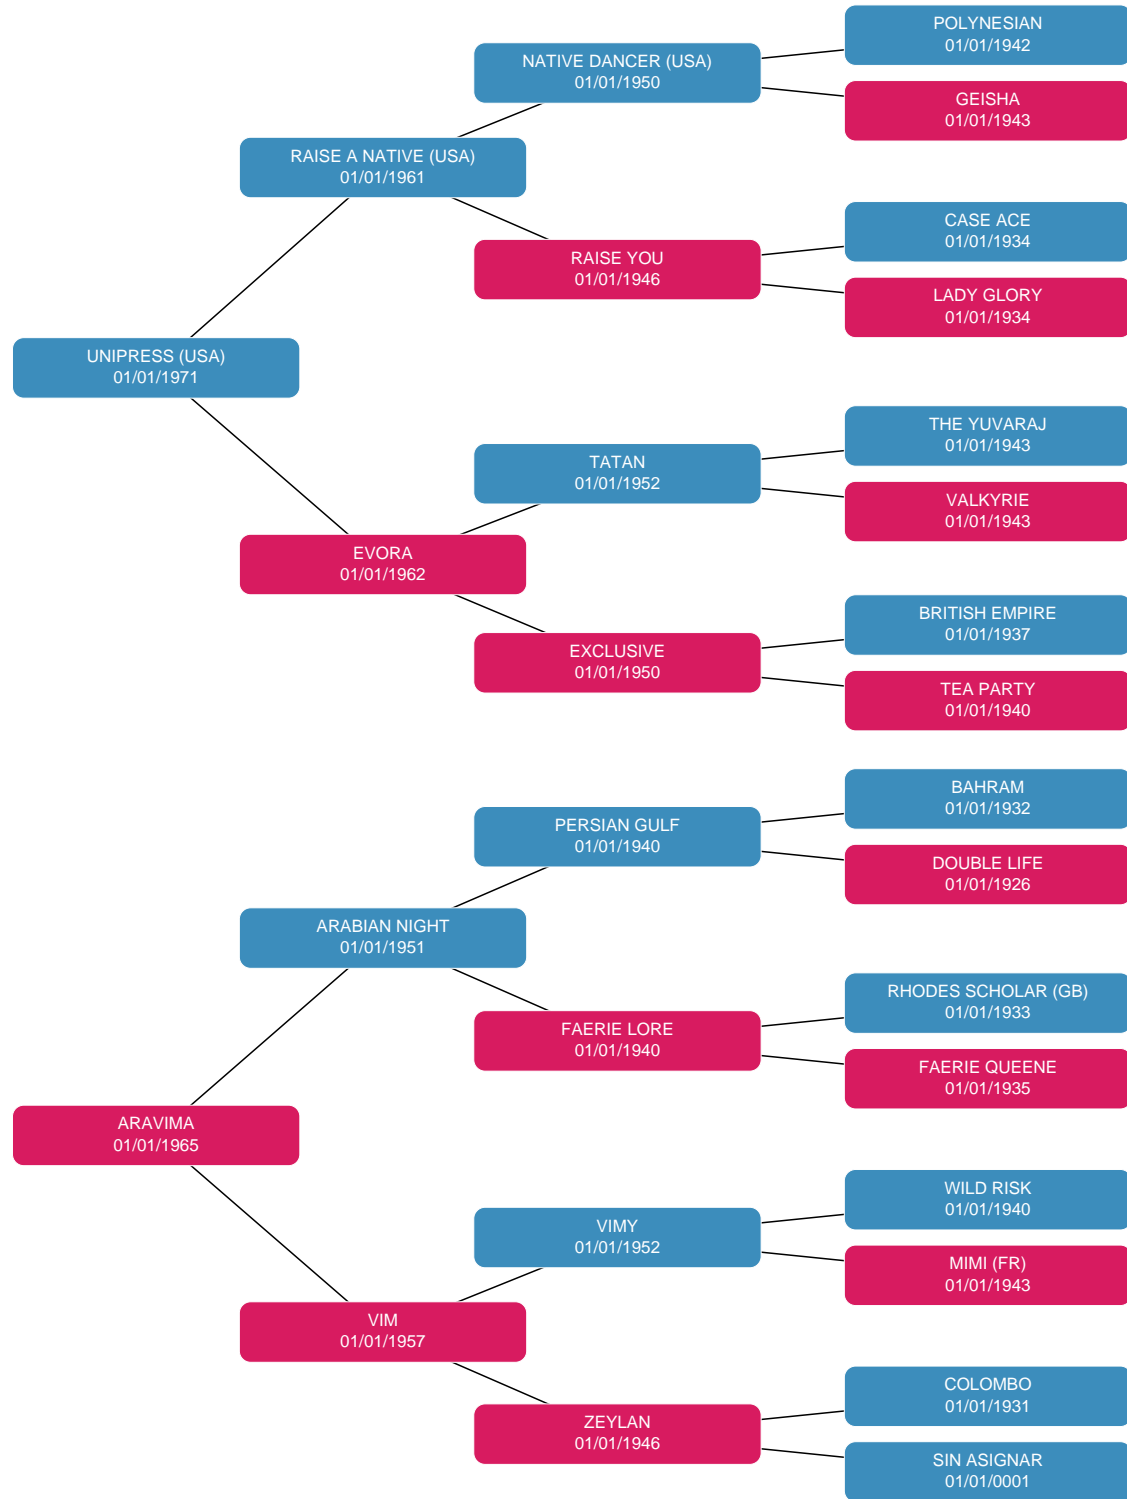 POLYNESIAN
01/01/1942
NATIVE DANCER (USA)
01/01/1950
GEISHA
01/01/1943
RAISE A NATIVE (USA)
01/01/1961
CASE ACE
01/01/1934
RAISE YOU
01/01/1946
LADY GLORY
01/01/1934
UNIPRESS (USA)
01/01/1971
THE YUVARAJ
01/01/1943
TATAN
01/01/1952
VALKYRIE
01/01/1943
EVORA
01/01/1962
BRITISH EMPIRE
01/01/1937
EXCLUSIVE
01/01/1950
TEA PARTY
01/01/1940
BAHRAM
01/01/1932
PERSIAN GULF
01/01/1940
DOUBLE LIFE
01/01/1926
ARABIAN NIGHT
01/01/1951
RHODES SCHOLAR (GB)
01/01/1933
FAERIE LORE
01/01/1940
FAERIE QUEENE
01/01/1935
ARAVIMA
01/01/1965
WILD RISK
01/01/1940
VIMY
01/01/1952
MIMI (FR)
01/01/1943
VIM
01/01/1957
COLOMBO
01/01/1931
ZEYLAN
01/01/1946
SIN ASIGNAR
01/01/0001